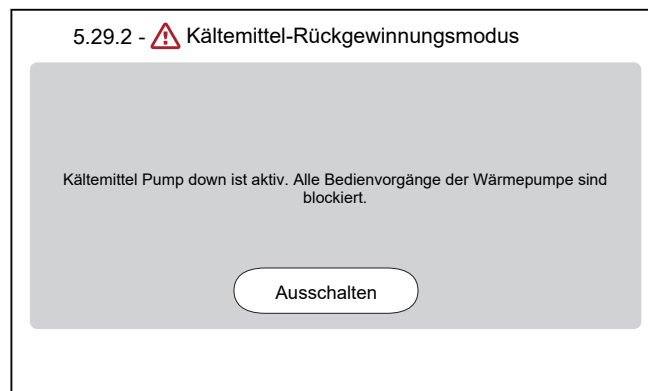 5.29.2 - Kältemittel-Rückgewinnungsmodus
Kältemittel Pump down ist aktiv. Alle Bedienvorgänge der Wärmepumpe sind
blockiert.
Ausschalten